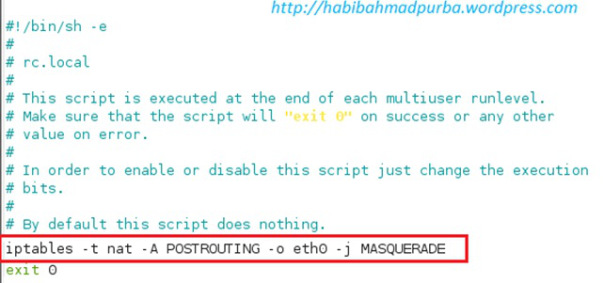 http://habibahmadpurba.wordpress.com
#!/bin/sh -e
#
# rc.local
#
# This script is executed at the end of each multiuser runlevel.
# Make sure that the script will "exit 0" on success or any other
# value on error.
#
# In order to enable or disable this script just change the execution
# bits.
#
# By default this script does nothing.
iptables -t nat -A POSTROUTING -o eth0 -j MASQUERADE
exit 0